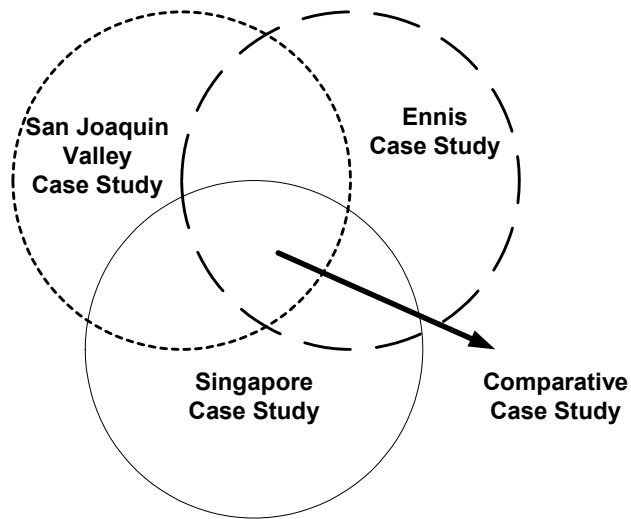 San Joaquin
Valley
Case Study
Ennis
Case Study
Singapore
Case Study
Comparative
Case Study